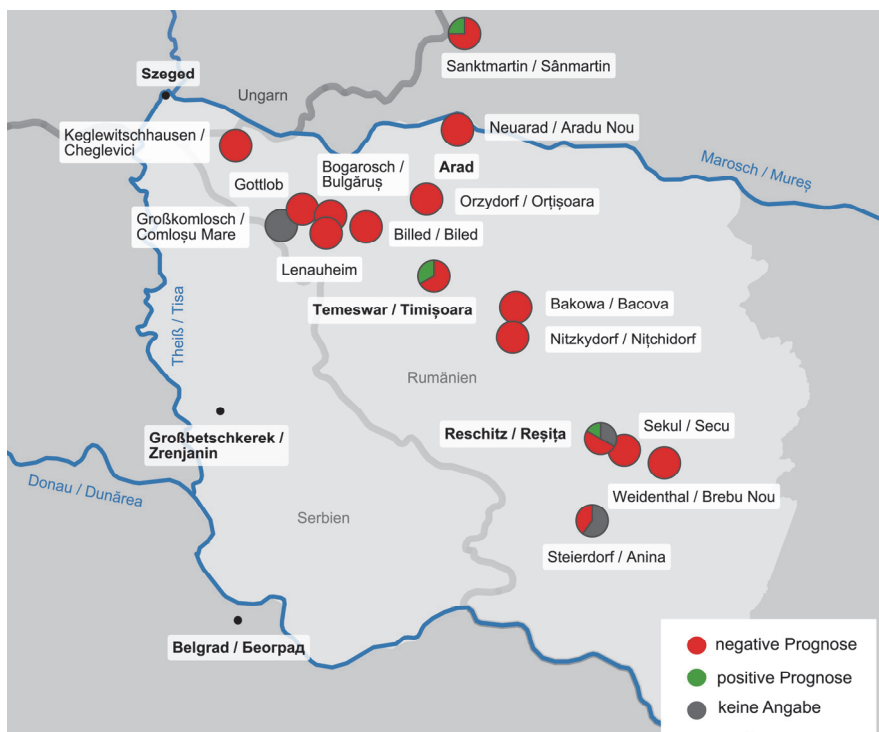 Sanktmartin / Sânmartin
Szeged
Ungarn
Keglewitschhausen /
Cheglevici
Neuarad / Aradu Nou
Arad
Marosch / Mureș
Bogarosch /
Bulgăruș
Gottlob
Orzydorf / Orțișoara
Großkomlosch /
Comloșu Mare
Billed / Biled
Lenauheim
Temeswar / Timișoara
Bakowa / Bacova
Nitzkydorf / Nițchidorf
Theiß / Tisa
Rumänien
Großbetschkerek /
Zrenjanin
Reschitz / Reșița
Sekul / Secu
Weidenthal / Brebu Nou
Donau / Dunărea
Serbien
Steierdorf / Anina
Belgrad / Београд
negative Prognose
positive Prognose
keine Angabe